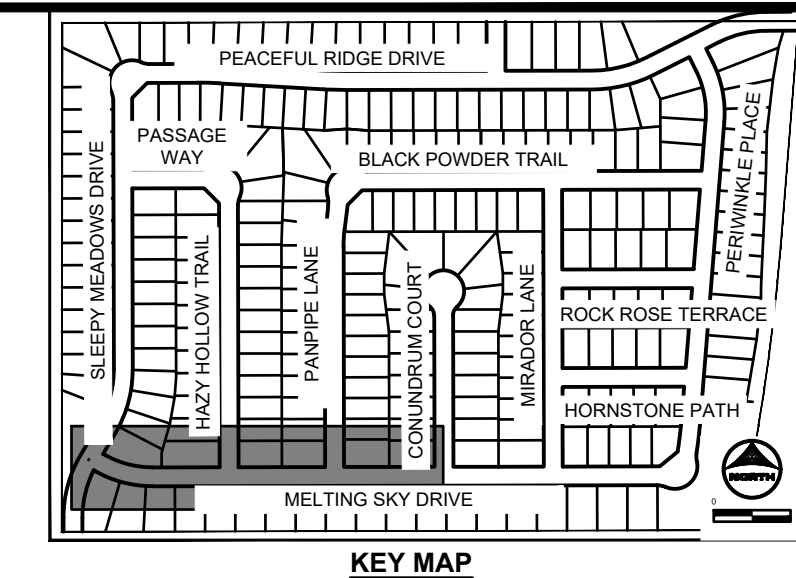 PEACEFUL RIDGE DRIVE
PASSAGE
WAY
BLACK POWDER TRAIL
SLEEPY MEADOWS DRIVE
HAZY HOLLOW TRAIL
PANPIPE LANE
CONUNDRUM COURT
MIRADOR LANE
PERIWINKLE PLACE
ROCK ROSE TERRACE
HORNSTONE PATH
NORTH
0
MELTING SKY DRIVE
KEY MAP